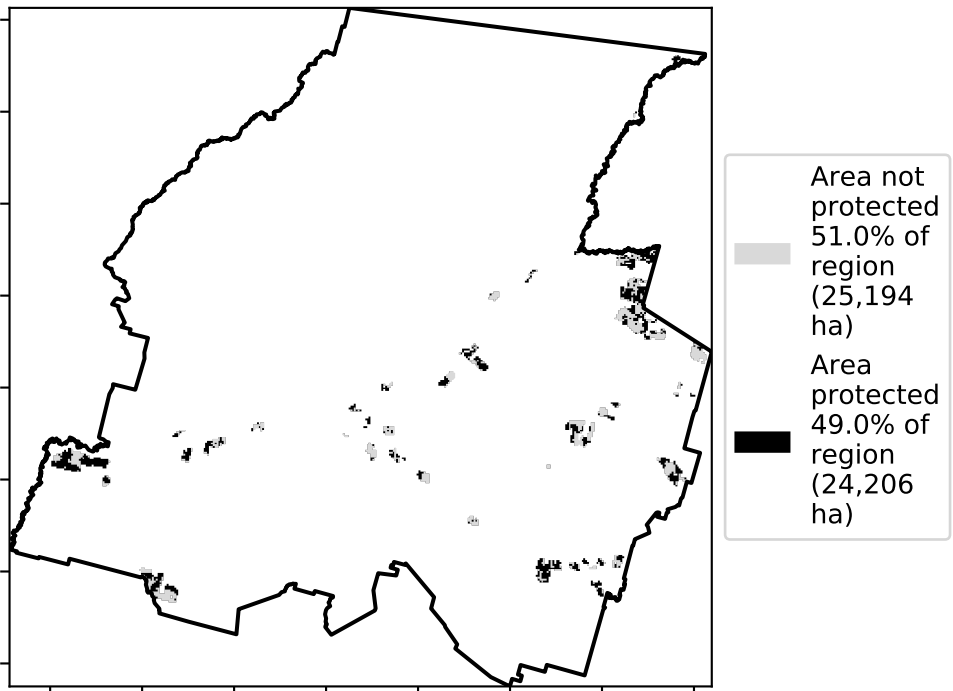 Area not
protected
51.0% of
region
(25,194
ha)
Area
protected
49.0% of
region
(24,206
ha)